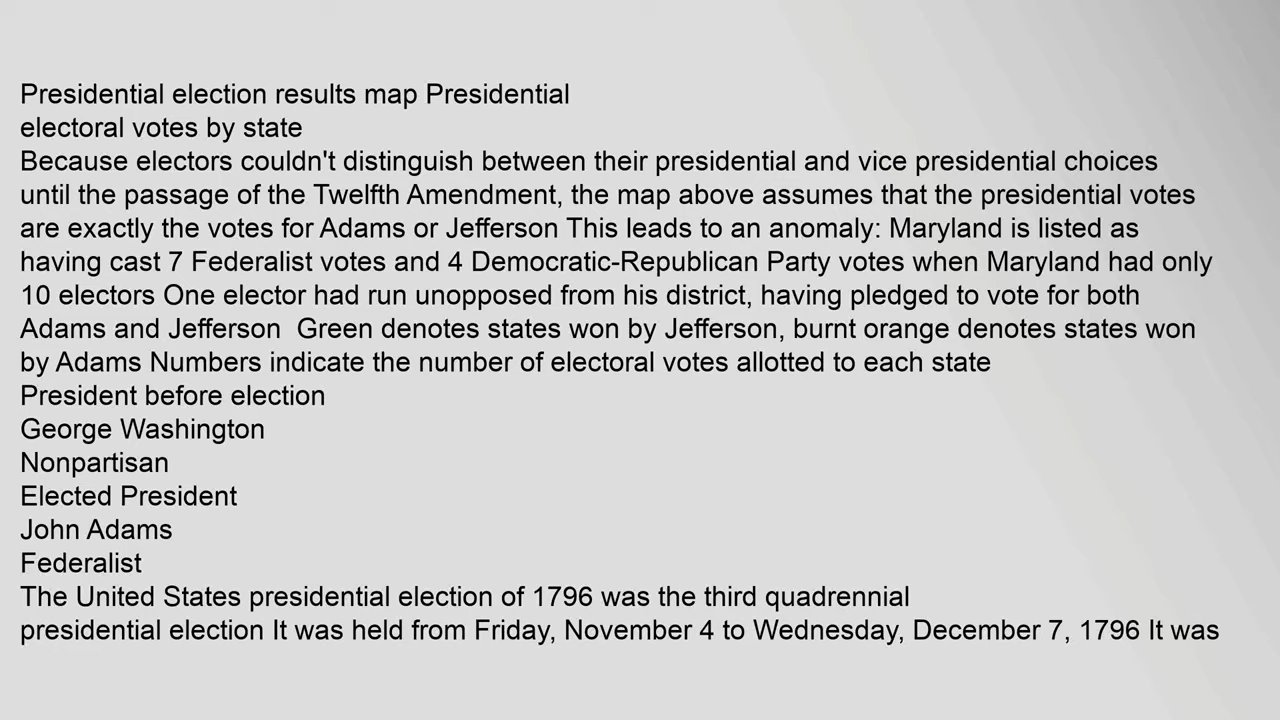 Presidential election results map Presidential
electoral votes by state
Because electors couldn't distinguish between their presidential and vice presidential choices
until the passage of the Twelfth Amendment, the map above assumes that the presidential votes
are exactly the votes for Adams or Jefferson This leads to an anomaly: Maryland is listed as
having cast 7 Federalist votes and 4 Democratic-Republican Party votes when Maryland had only
10 electors One elector had run unopposed from his district, having pledged to vote for both
Adams and Jefferson  Green denotes states won by Jefferson, burnt orange denotes states won
by Adams Numbers indicate the number of electoral votes allotted to each state
President before election
George Washington
Nonpartisan
Elected President
John Adams
Federalist
The United States presidential election of 1796 was the third quadrennial
presidential election It was held from Friday, November 4 to Wednesday, December 7, 1796 It was